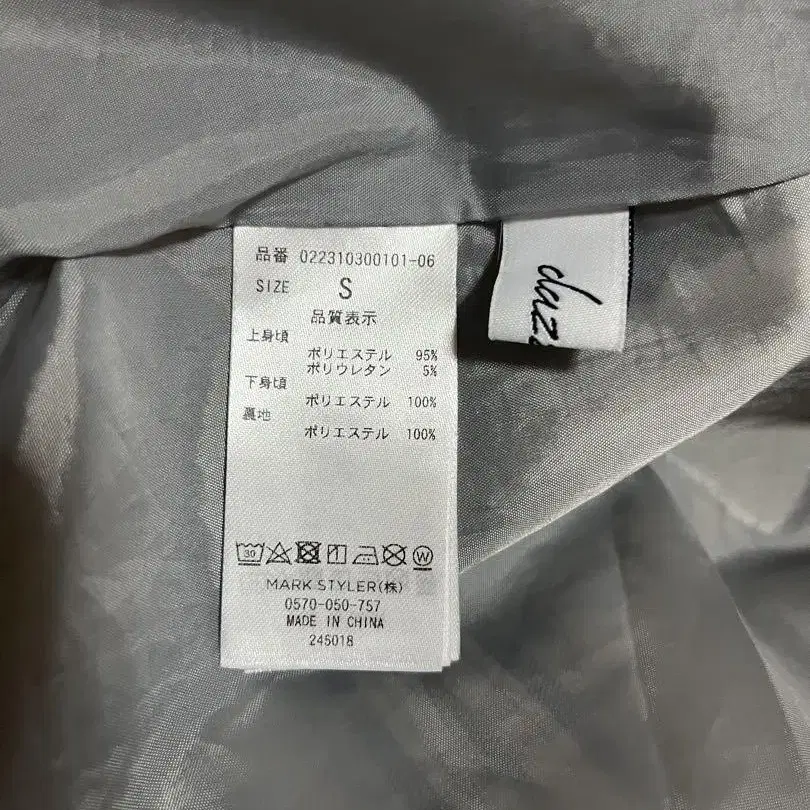 品番 022310300101-06
SIZE S
品質表示
上身頃
ポリエステル 95%
ポリウレタン 5%
下身頃
ポリエステル 100%
裏地
ポリエステル 100%
30
W
MARK STYLER(株)
0570-050-757
MADE IN CHINA
245018